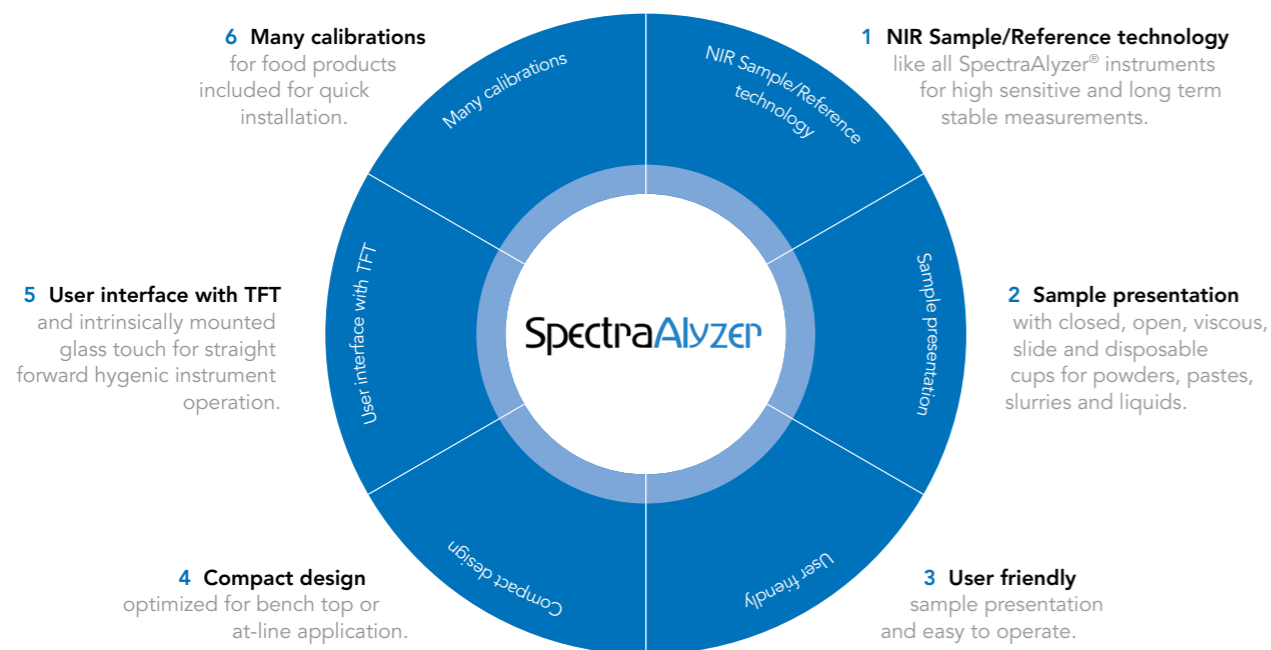 6 Many calibrations
for food products
included for quick
installation.
1 NIR Sample/Reference technology
like all SpectraAlyzer® instruments
for high sensitive and long term
stable measurements.
Many calibrations
NIR Sample/Reference
technology
5 User interface with TFT
and intrinsically mounted
glass touch for straight
forward hygenic instrument
operation.
User interface with TFT
SpectraAlyzer
Sample presentation
2 Sample presentation
with closed, open, viscous,
slide and disposable
cups for powders, pastes,
slurries and liquids.
4 Compact design
optimized for bench top or
at-line application.
Compact design
User friendly
3 User friendly
sample presentation
and easy to operate.